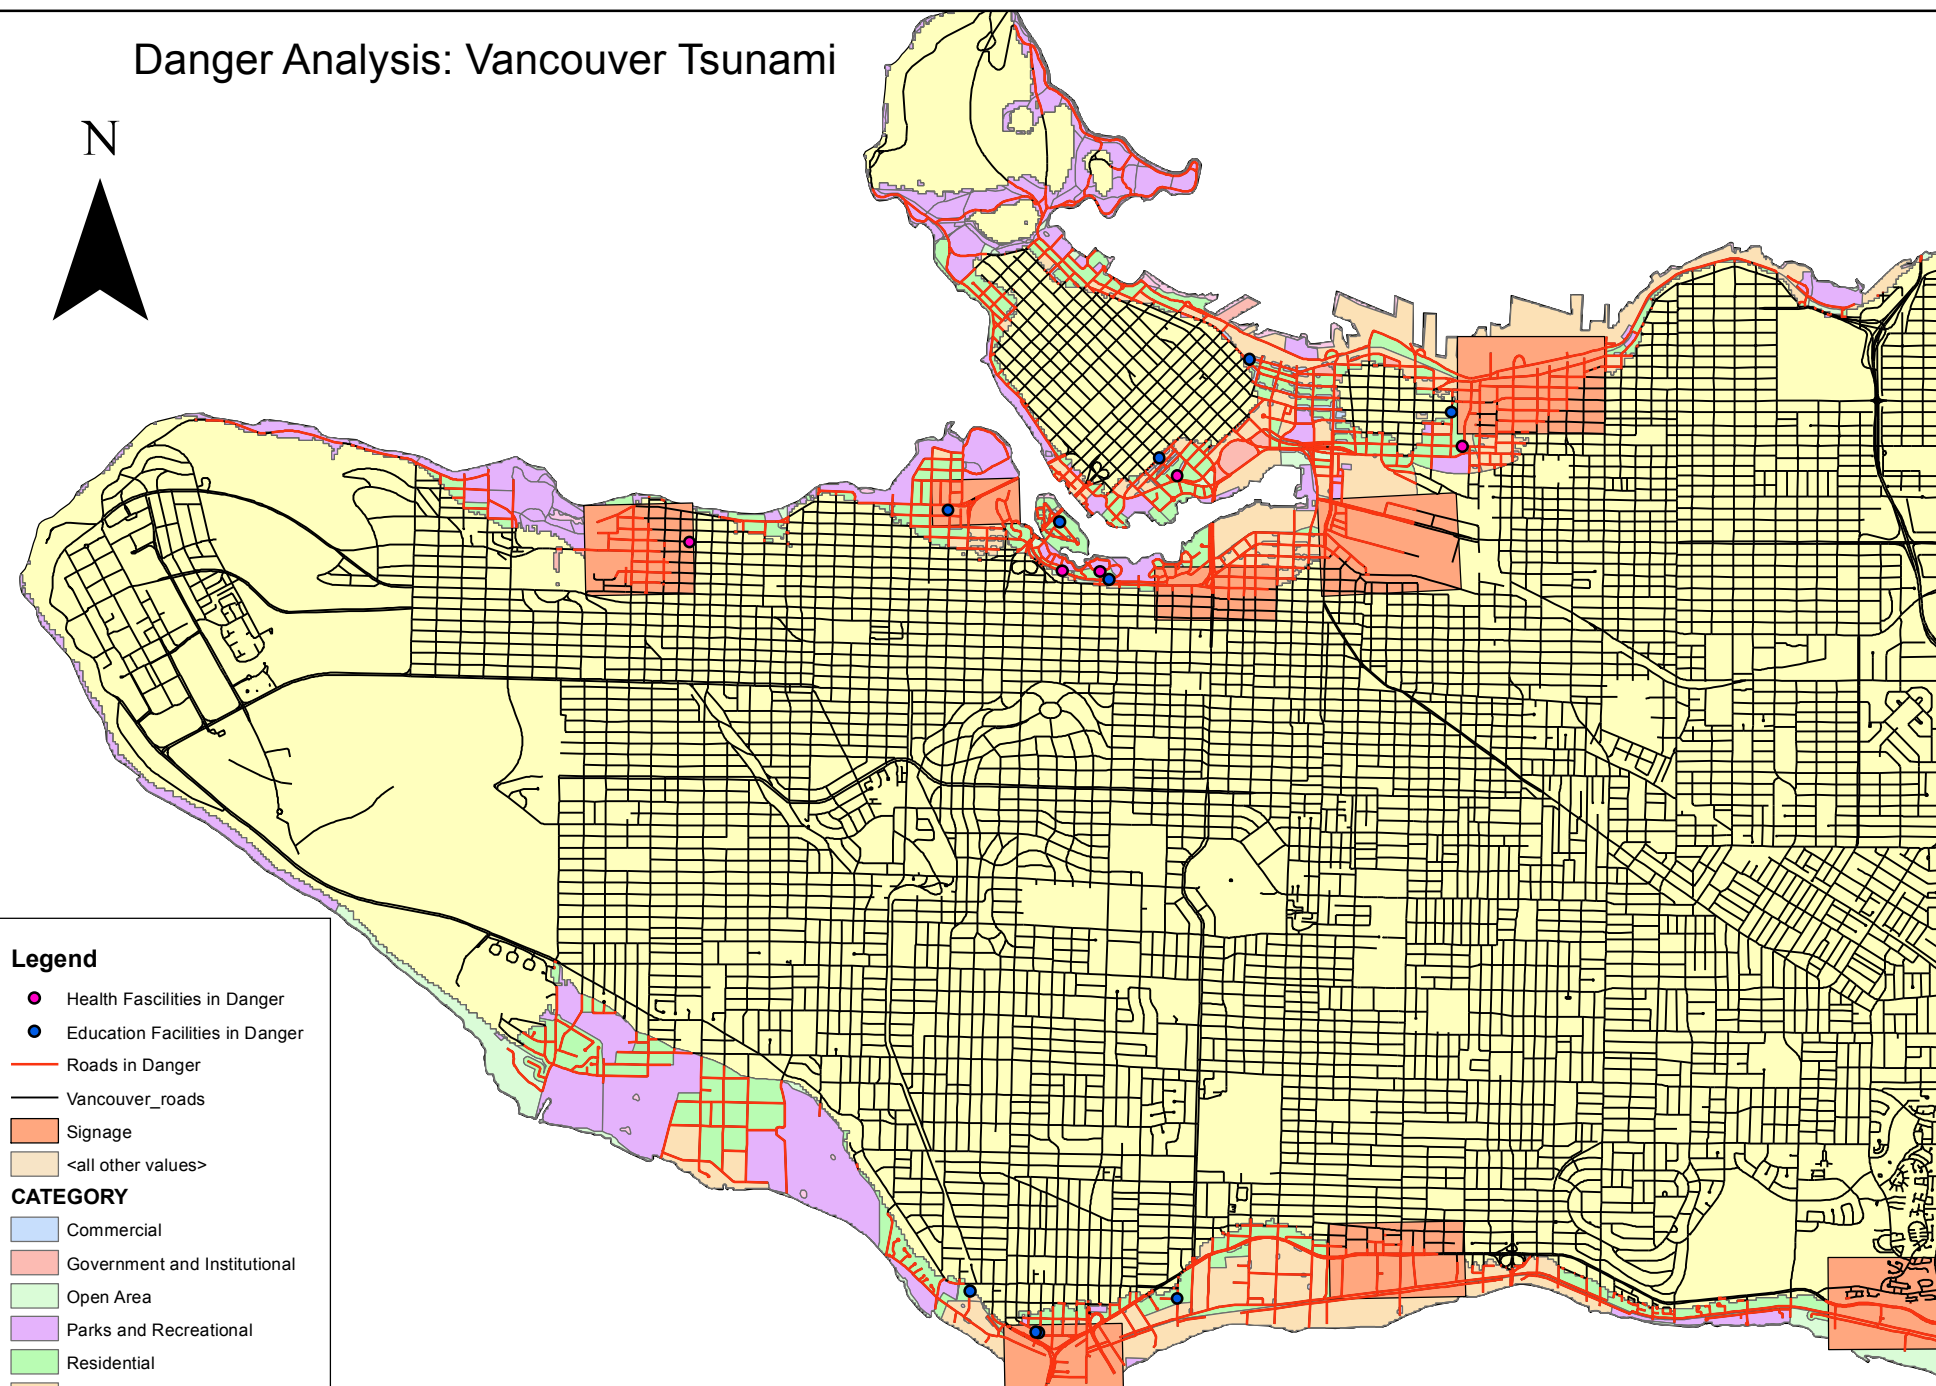 Danger Analysis: Vancouver Tsunami
N
Legend
Health Fascilities in Danger
Education Facilities in Danger
Roads in Danger
Vancouver_roads
Signage
<all other values>
CATEGORY
Commercial
Government and Institutional
Open Area
Parks and Recreational
Residential